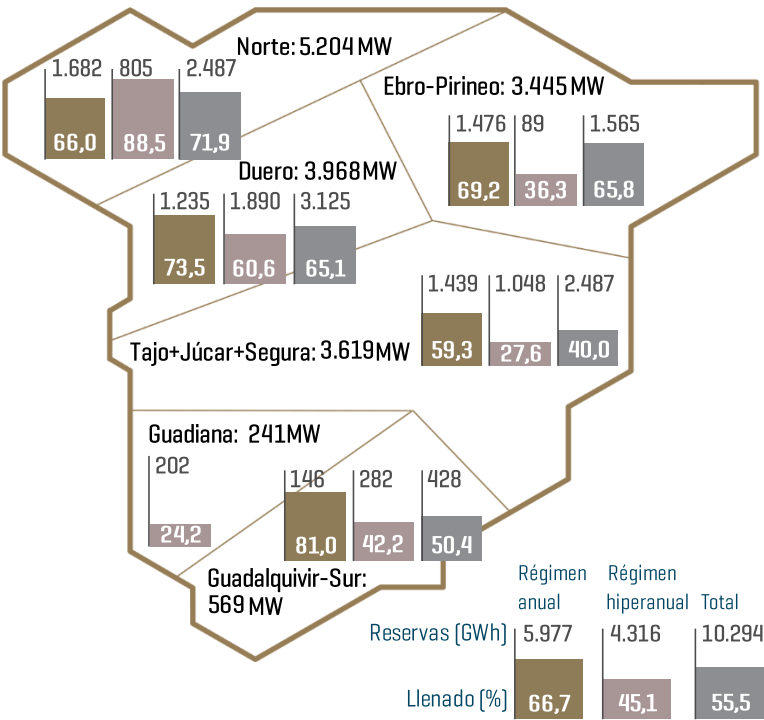 Norte: 5.204 MW
1.682 805 2.487
66,0 88,5 71,9
Ebro-Pirineo: 3.445 MW
1.476 89 1.565
69,2 36,3 65,8
Duero: 3.968 MW
1.235 1.890 3.125
73,5 60,6 65,1
1.439 1.048 2.487
59,3 27,6 40,0
Tajo+Júcar+Segura: 3.619 MW
Guadiana: 241 MW
202
24,2
146 282 428
81,0 42,2 50,4
Guadalquivir-Sur:
569 MW
Régimen
anual
Régimen
hiperanual
Total
Reservas (GWh) 5.977 4.316 10.294
Llenado (%) 66,7 45,1 55,5